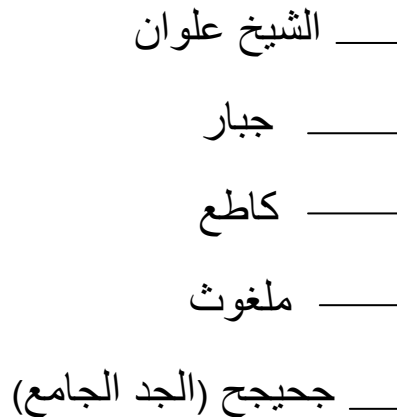 الشيخ علوان
جبار
كاطع
ملغوث
جحيجح (الجد الجامع)